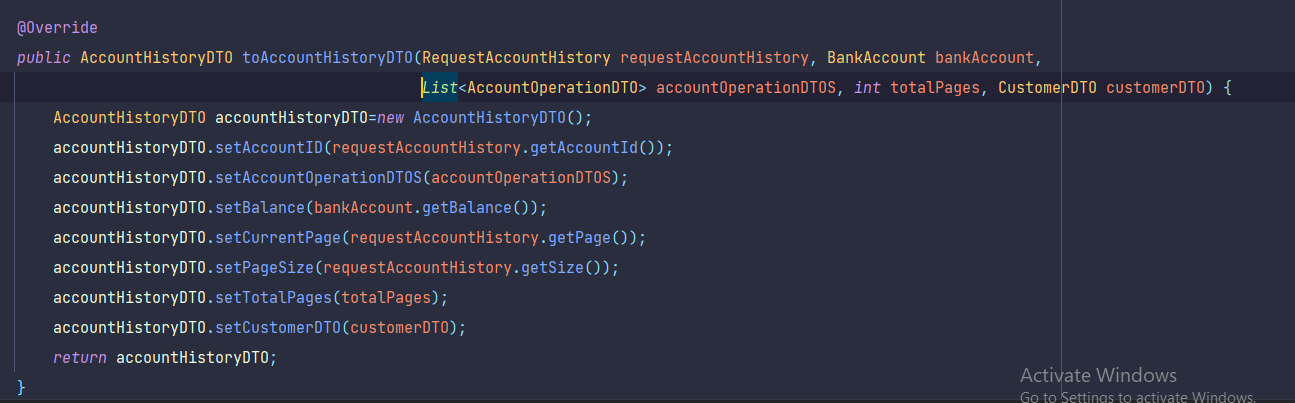 @Override
public AccountHistoryDTO toAccountHistoryDTO(RequestAccountHistory requestAccountHistory, BankAccount bankAccount,
List<AccountOperationDTO> accountOperationDTOS, int totalPages, CustomerDTO customerDTO) {
AccountHistoryDTO accountHistoryDTO=new AccountHistoryDTO();
accountHistoryDTO.setAccountID(requestAccountHistory.getAccountId());
accountHistoryDTO.setAccountOperationDTOS(accountOperationDTOS);
accountHistoryDTO.setBalance(bankAccount.getBalance());
accountHistoryDTO.setCurrentPage(requestAccountHistory.getPage());
accountHistoryDTO.setPageSize(requestAccountHistory.getSize());
accountHistoryDTO.setTotalPages(totalPages);
accountHistoryDTO.setCustomerDTO(customerDTO);
return accountHistoryDTO;
}
Activate Windows
Go to Settings to activate Windows.